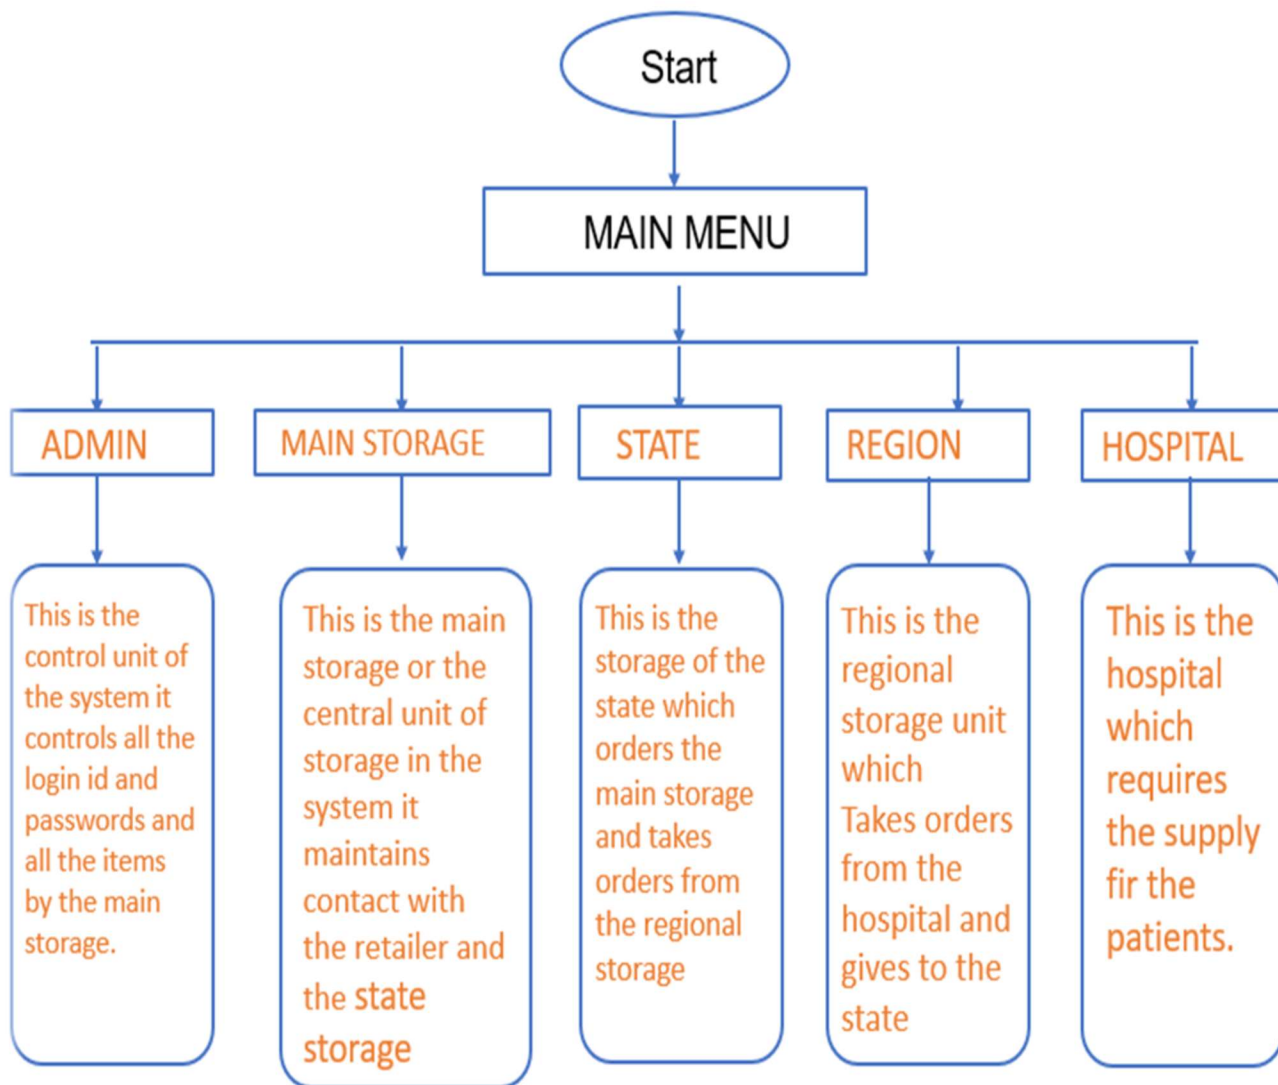 Start
MAIN MENU
ADMIN
MAIN STORAGE
STATE
REGION
HOSPITAL
This is the
control unit of
the system it
controls all the
login id and
passwords and
all the items
by the main
storage.
This is the main
storage or the
central unit of
storage in the
system it
maintains
contact with
the retailer and
the state
storage
This is the
storage of the
state which
orders the
main storage
and takes
orders from
the regional
storage
This is the
regional
storage unit
which
Takes orders
from the
hospital and
gives to the
state
This is the
hospital
which
requires
the supply
fir the
patients.